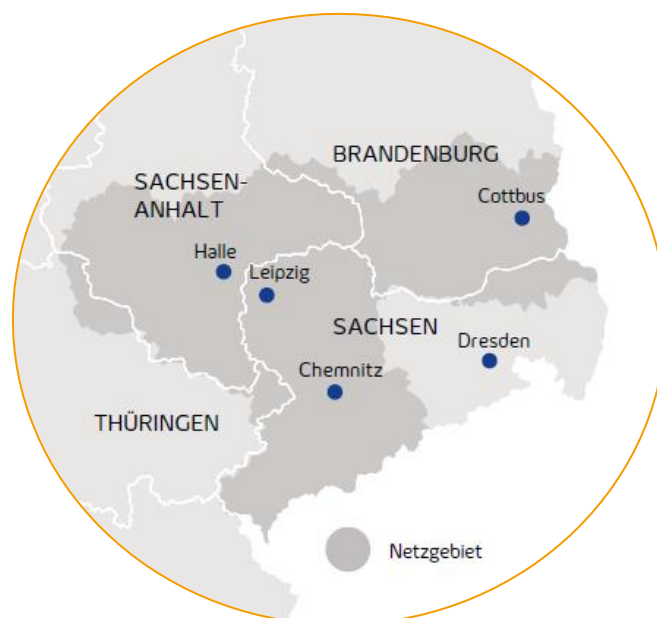 BRANDENBURG
SACHSEN-
ANHALT
Cottbus
Halle
Leipzig
SACHSEN
Dresden
Chemnitz
THÜRINGEN
Netzgebiet